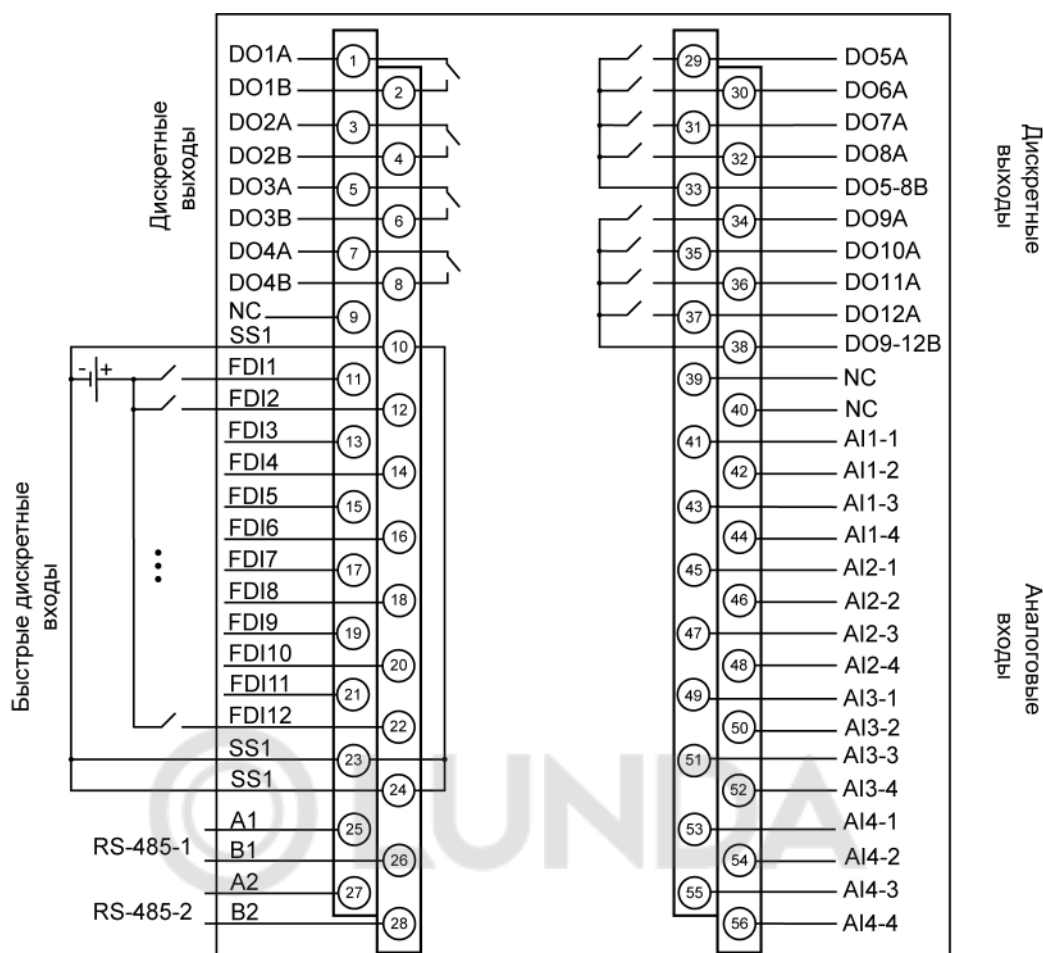 Дискретные
выходы
DO1A 1
DO1B 2
DO2A 3
DO2B 4
DO3A 5
DO3B 6
DO4A 7
DO4B 8
NC 9
SS1 10
Быстрые дискретные
входы
- +
FDI1 11
FDI2 12
FDI3 13
FDI4 14
FDI5 15
FDI6 16
FDI7 17
FDI8 18
FDI9 19
FDI10 20
FDI11 21
FDI12 22
SS1 23
SS1 24
RS-485-1
A1 25
B1 26
RS-485-2
A2 27
B2 28
29 DO5A
30 DO6A
31 DO7A
32 DO8A
33 DO5-8B
34 DO9A
35 DO10A
36 DO11A
37 DO12A
38 DO9-12B
Дискретные
выходы
39 NC
40 NC
41 AI1-1
42 AI1-2
43 AI1-3
44 AI1-4
45 AI2-1
46 AI2-2
47 AI2-3
48 AI2-4
49 AI3-1
50 AI3-2
51 AI3-3
52 AI3-4
53 AI4-1
54 AI4-2
55 AI4-3
56 AI4-4
Аналоговые
входы
RUNDA